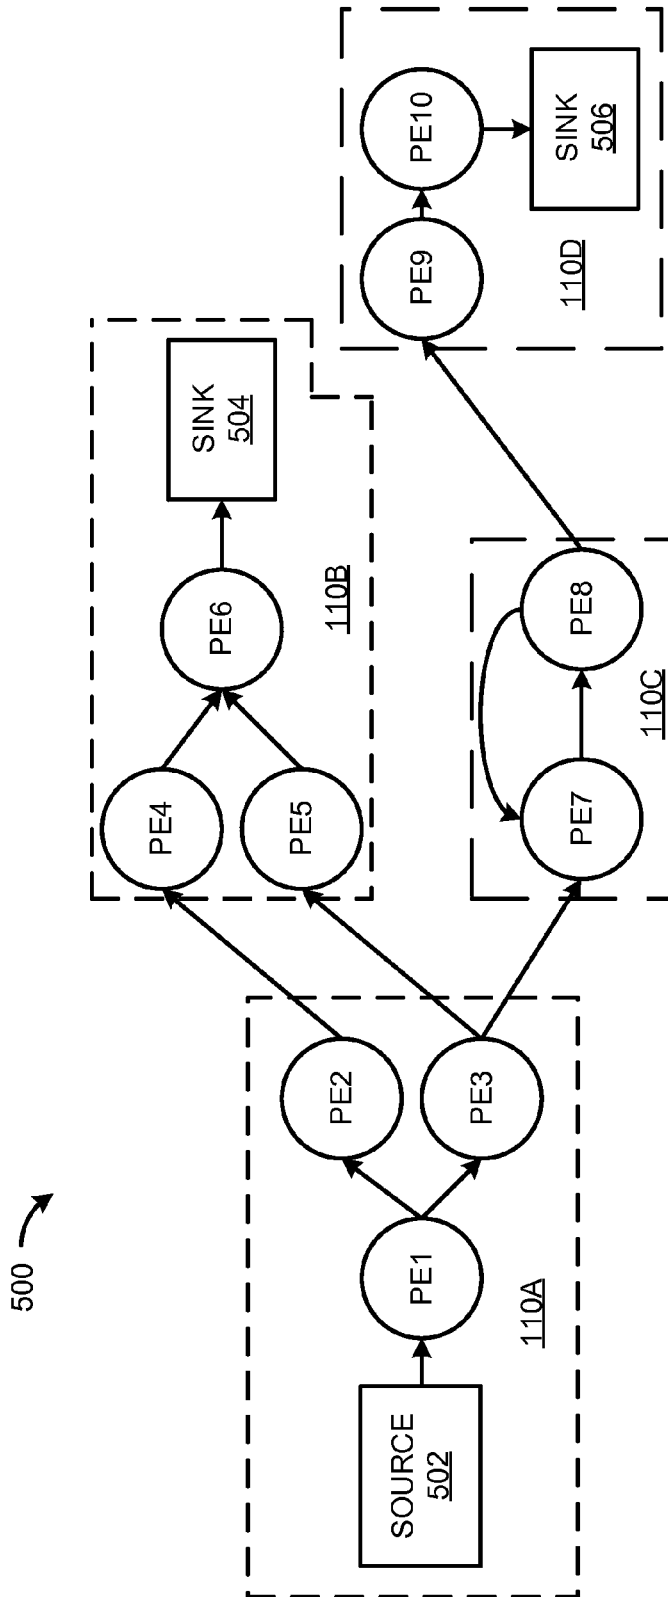 500
SOURCE
502
PE1
110A
PE2
PE3
PE4
PE5
PE6
SINK
504
110B
PE7
PE8
110C
PE9
PE10
SINK
506
110D